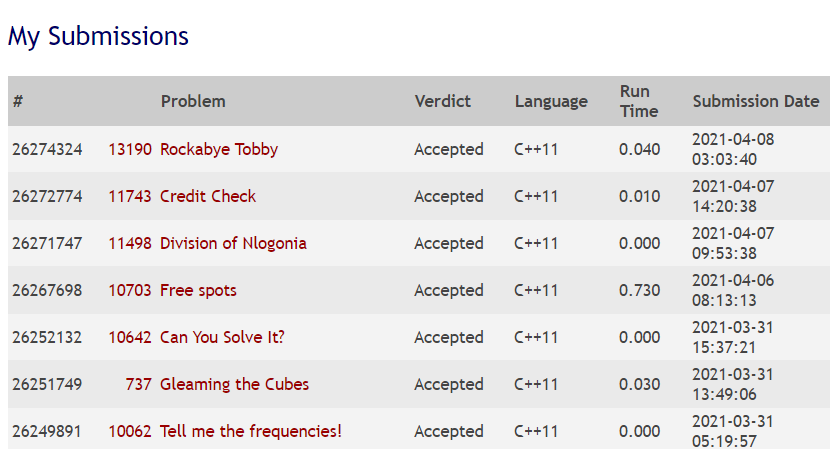 My Submissions
# Problem Verdict Language Run Time Submission Date
26274324 13190 Rockabye Tobby Accepted C++11 0.040 2021-04-08 03:03:40
26272774 11743 Credit Check Accepted C++11 0.010 2021-04-07 14:20:38
26271747 11498 Division of Nlogonia Accepted C++11 0.000 2021-04-07 09:53:38
26267698 10703 Free spots Accepted C++11 0.730 2021-04-06 08:13:13
26252132 10642 Can You Solve It? Accepted C++11 0.000 2021-03-31 15:37:21
26251749 737 Gleaming the Cubes Accepted C++11 0.030 2021-03-31 13:49:06
26249891 10062 Tell me the frequencies! Accepted C++11 0.000 2021-03-31 05:19:57